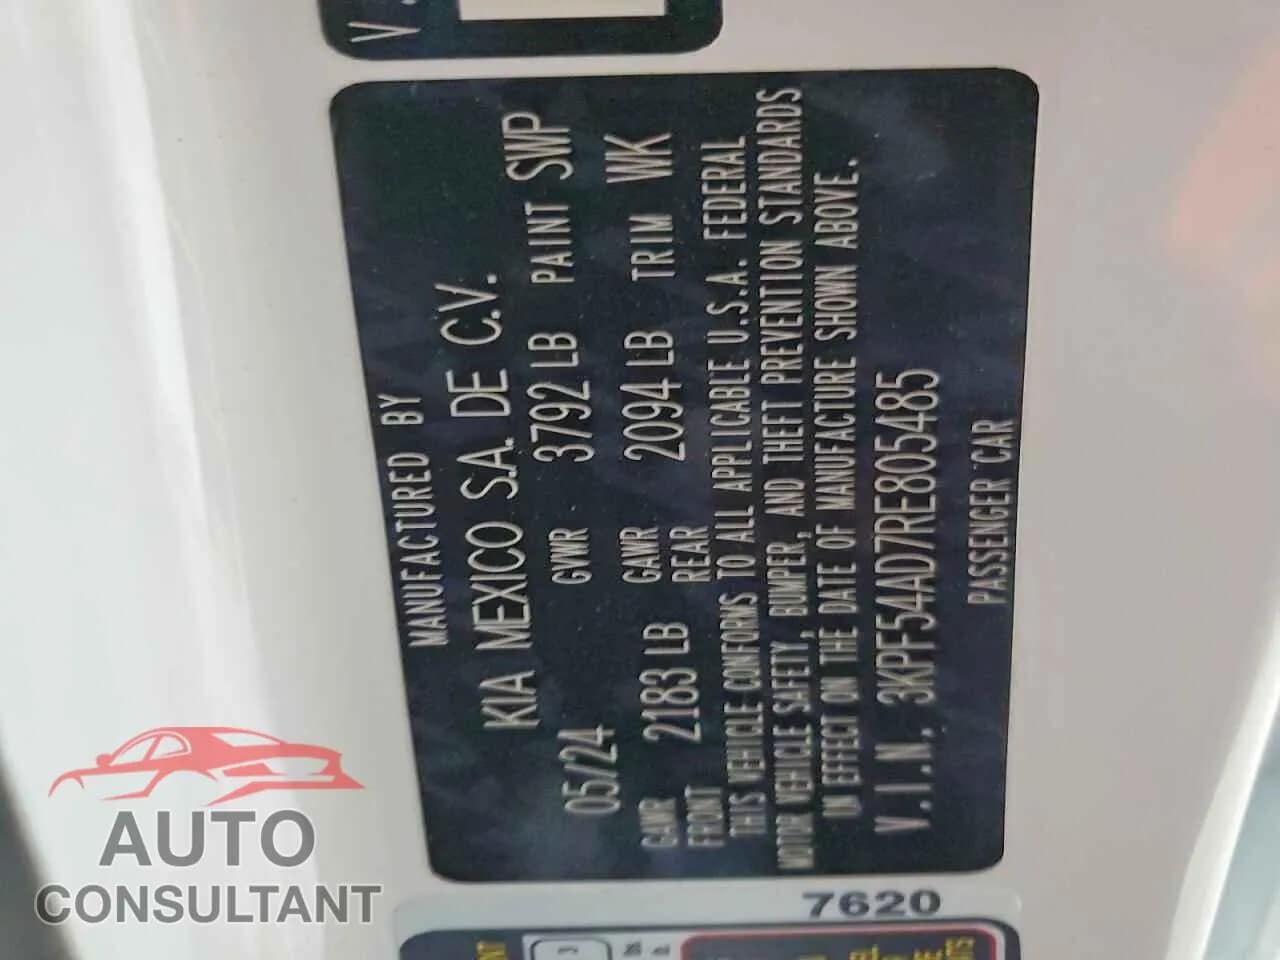 V.
MANUFACTURED BY
KIA MEXICO S.A. DE C.V.
05/24 GVWR 3792 LB PAINT SWP
GAWR FRONT 2183 LB GAWR REAR 2094 LB TRIM WK
THIS VEHICLE CONFORMS TO ALL APPLICABLE U.S.A. FEDERAL
MOTOR VEHICLE SAFETY, BUMPER, AND THEFT PREVENTION STANDARDS
IN EFFECT ON THE DATE OF MANUFACTURE SHOWN ABOVE.
V.I.N. 3KPF54AD7RE805485
PASSENGER CAR
7620
AUTO
CONSULTANT